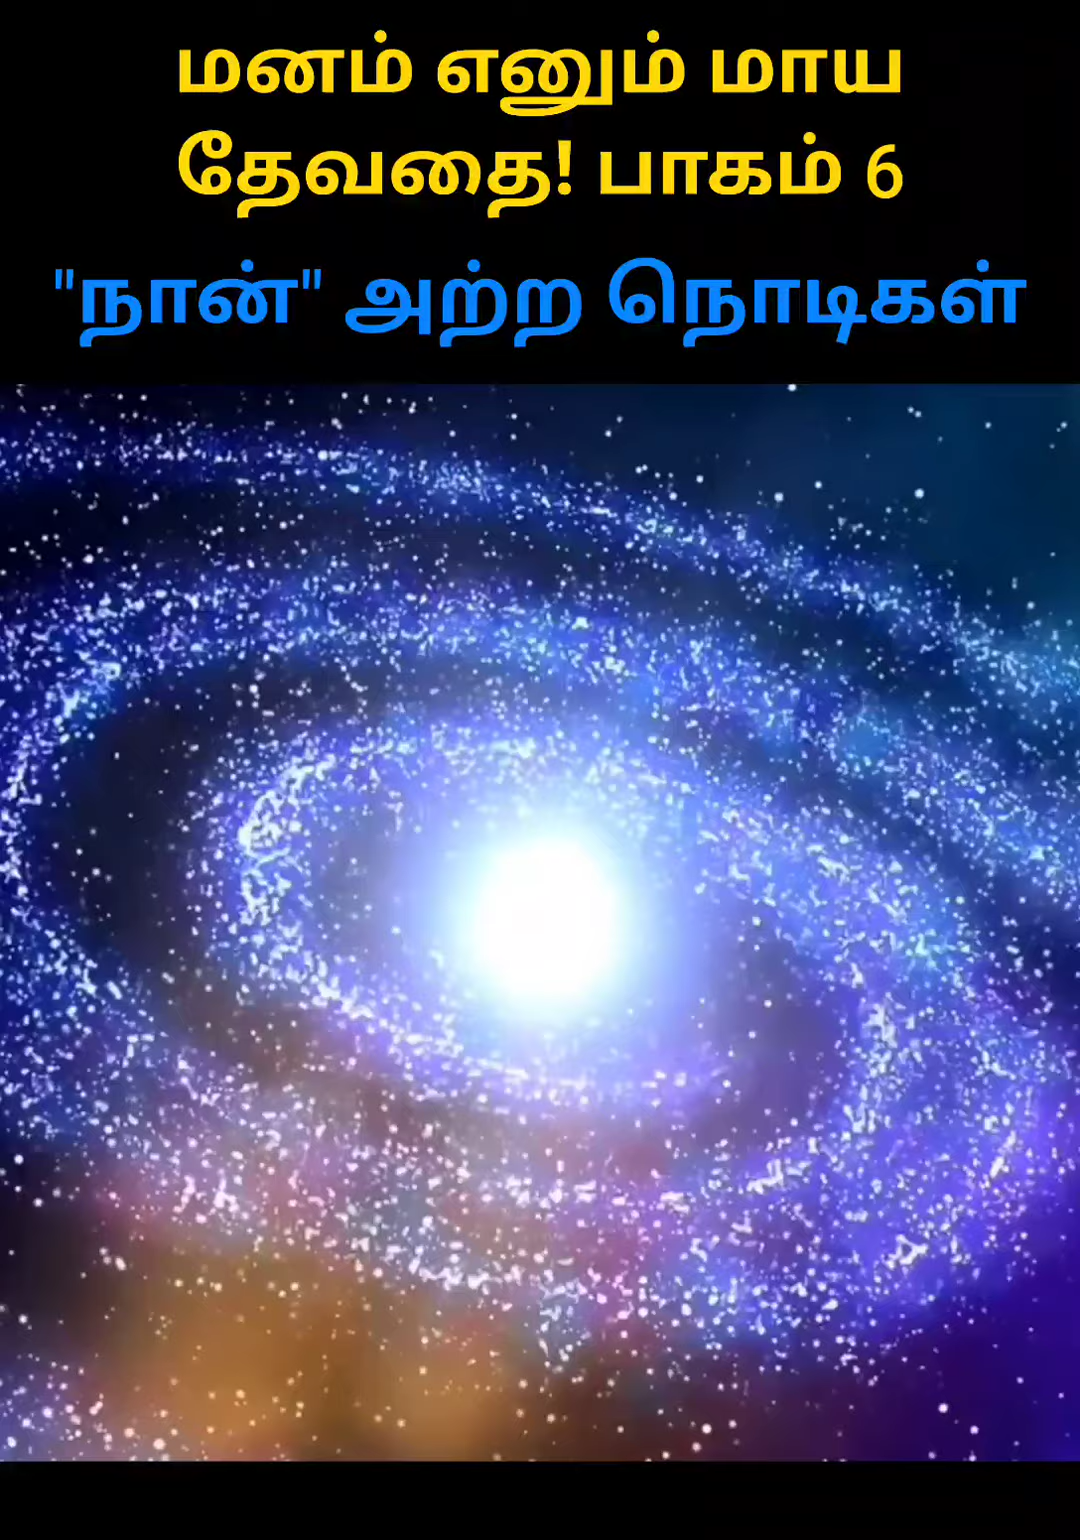 மனம் எனும் மாய
தேவதை! பாகம் 6
"நான்" அற்ற நொடிகள்